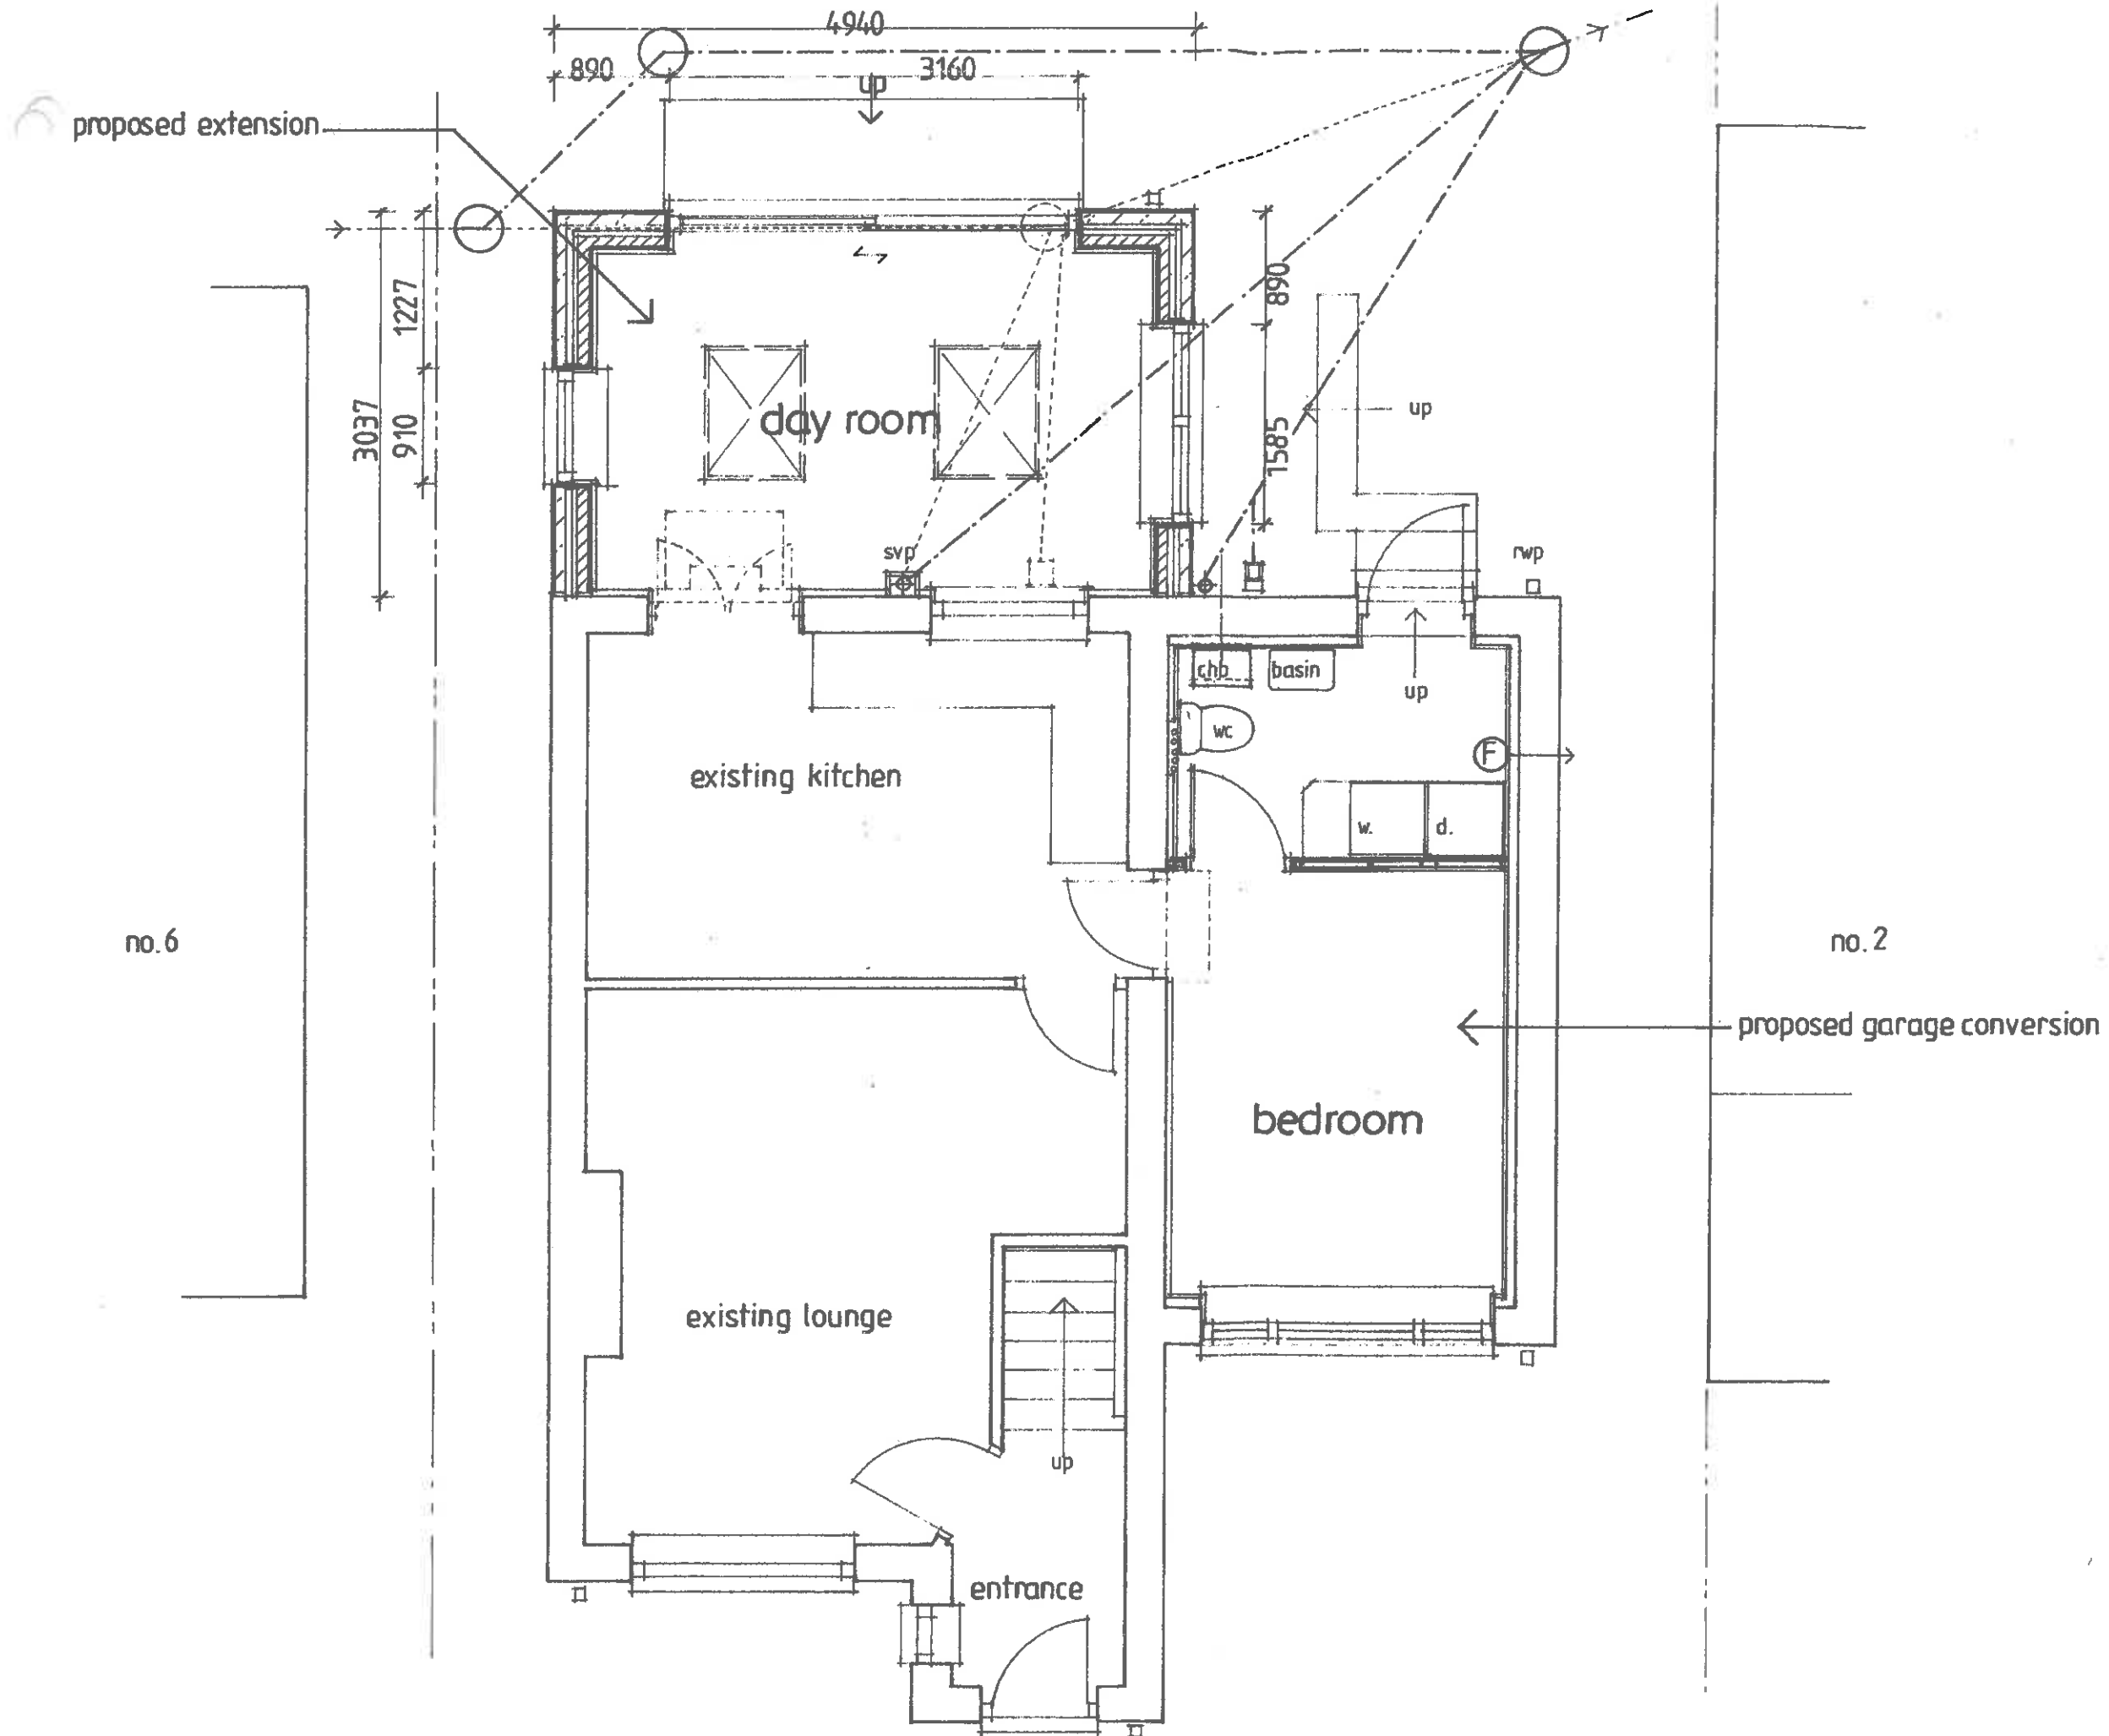 4940
890
3160
up
proposed extension
1227
890
3037
910
1585
up
day room
svp
rwp
chb
basin
up
wc
F
existing kitchen
w.
d.
no. 6
no. 2
proposed garage conversion
bedroom
existing lounge
up
entrance